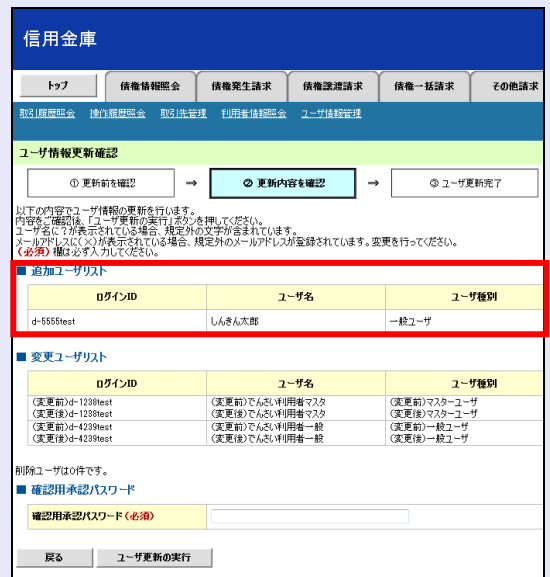 信用金庫
トップ 債権情報照会 債権発生請求 債権譲渡請求 債権一括請求 その他請求
取引履歴照会 操作履歴照会 取引先管理 利用者情報照会 ユーザ情報管理
ユーザ情報更新確認
① 更新前を確認 → ② 更新内容を確認 → ③ ユーザ更新完了
以下の内容でユーザ情報の更新を行います。
内容をご確認後、「ユーザ更新の実行」ボタンを押してください。
ユーザ名に?が表示されている場合、規定外の文字が含まれています。
メールアドレスに(×)が表示されている場合、規定外のメールアドレスが登録されています。変更を行ってください。
(必須)欄は必ず入力してください。
■ 追加ユーザリスト
ログインID ユーザ名 ユーザ種別
d-5555test しんきん太郎 一般ユーザ
■ 変更ユーザリスト
ログインID ユーザ名 ユーザ種別
(変更前)d-1238test (変更前)でんさい利用者マスタ (変更前)マスターユーザ
(変更後)d-1238test (変更後)でんさい利用者マスタ (変更後)マスターユーザ
(変更前)d-4239test (変更前)でんさい利用者一般 (変更前)一般ユーザ
(変更後)d-4239test (変更後)でんさい利用者一般 (変更後)一般ユーザ
削除ユーザは0件です。
■ 確認用承認パスワード
確認用承認パスワード(必須)
戻る ユーザ更新の実行